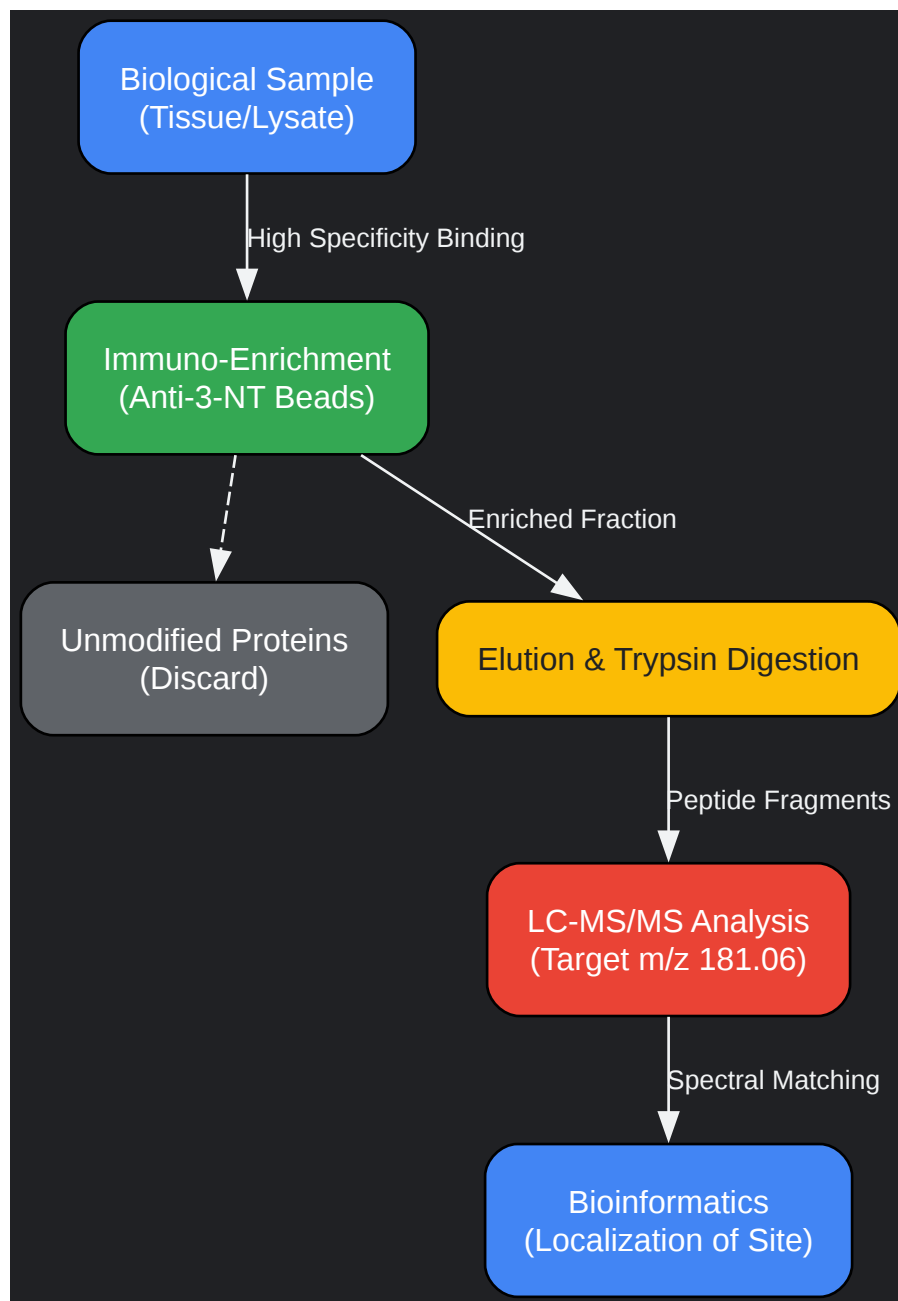 Biological Sample
(Tissue/Lysate)
High Specificity Binding
Immuno-Enrichment
(Anti-3-NT Beads)
Enriched Fraction
Unmodified Proteins
(Discard)
Elution & Trypsin Digestion
Peptide Fragments
LC-MS/MS Analysis
(Target m/z 181.06)
Spectral Matching
Bioinformatics
(Localization of Site)